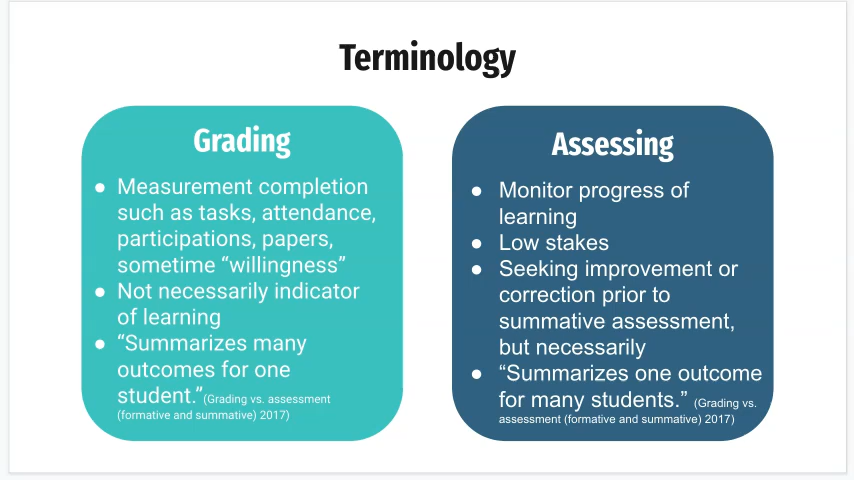 Terminology
Grading
● Measurement completion
such as tasks, attendance,
participations, papers,
sometime “willingness”
● Not necessarily indicator
of learning
● “Summarizes many
outcomes for one
student.”(Grading vs. assessment
(formative and summative) 2017)
Assessing
● Monitor progress of
learning
● Low stakes
● Seeking improvement or
correction prior to
summative assessment,
but necessarily
● “Summarizes one outcome
for many students.” (Grading vs.
assessment (formative and summative) 2017)